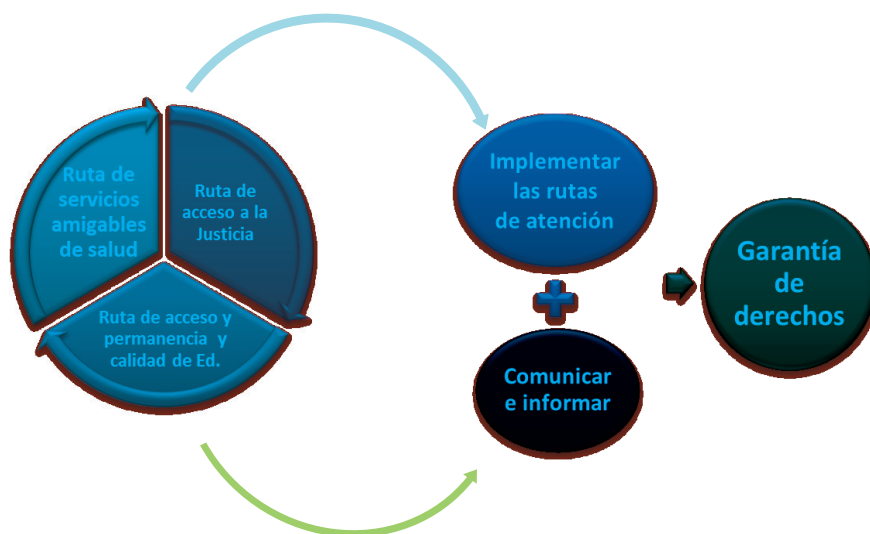 Ruta de
servicios
amigables
de salud
Ruta de
acceso a la
Justicia
Ruta de acceso y
permanencia y
calidad de Ed.
Implementar
las rutas
de atención
Comunicar
e informar
Garantía
de
derechos